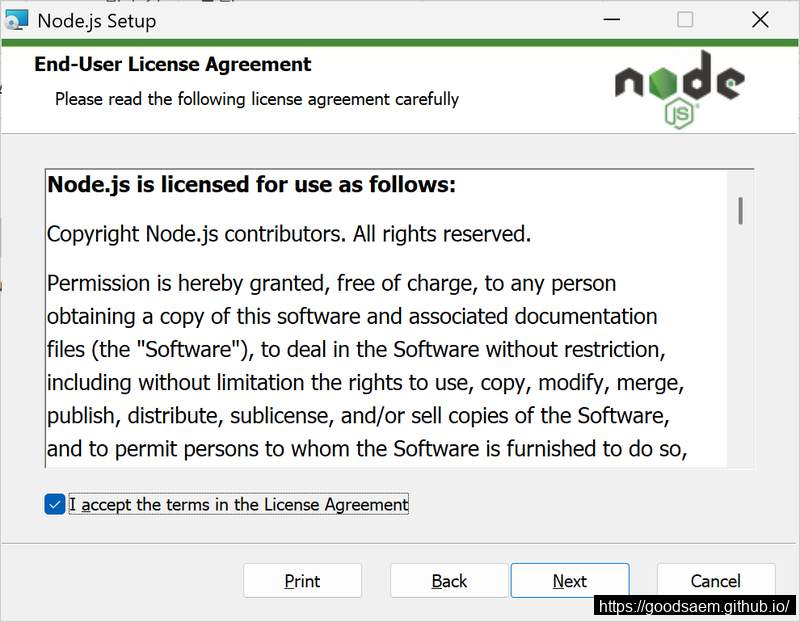 Node.js Setup
End-User License Agreement
Please read the following license agreement carefully
node
JS
Node.js is licensed for use as follows:
Copyright Node.js contributors. All rights reserved.
Permission is hereby granted, free of charge, to any person
obtaining a copy of this software and associated documentation
files (the "Software"), to deal in the Software without restriction,
including without limitation the rights to use, copy, modify, merge,
publish, distribute, sublicense, and/or sell copies of the Software,
and to permit persons to whom the Software is furnished to do so,
I accept the terms in the License Agreement
Print
Back
Next
Cancel
https://goodsaem.github.io/